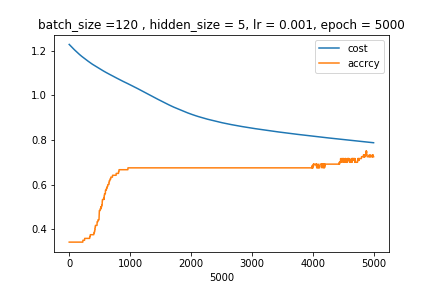 batch_size =120 , hidden_size = 5, lr = 0.001, epoch = 5000
cost
accrcy
1.2
1.0
0.8
0.6
0.4
0 1000 2000 3000 4000 5000
5000